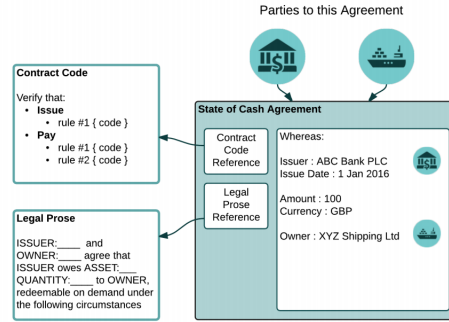 Parties to this Agreement
Contract Code
Verify that:
• Issue
• rule #1 { code }
• Pay
• rule #1 { code }
• rule #2 { code }
State of Cash Agreement
Contract
Code
Reference
Legal
Prose
Reference
Whereas:
Issuer : ABC Bank PLC
Issue Date : 1 Jan 2016
Amount : 100
Currency : GBP
Owner : XYZ Shipping Ltd
Legal Prose
ISSUER:____ and
OWNER:____ agree that
ISSUER owes ASSET:___
QUANTITY:____ to OWNER,
redeemable on demand under
the following circumstances